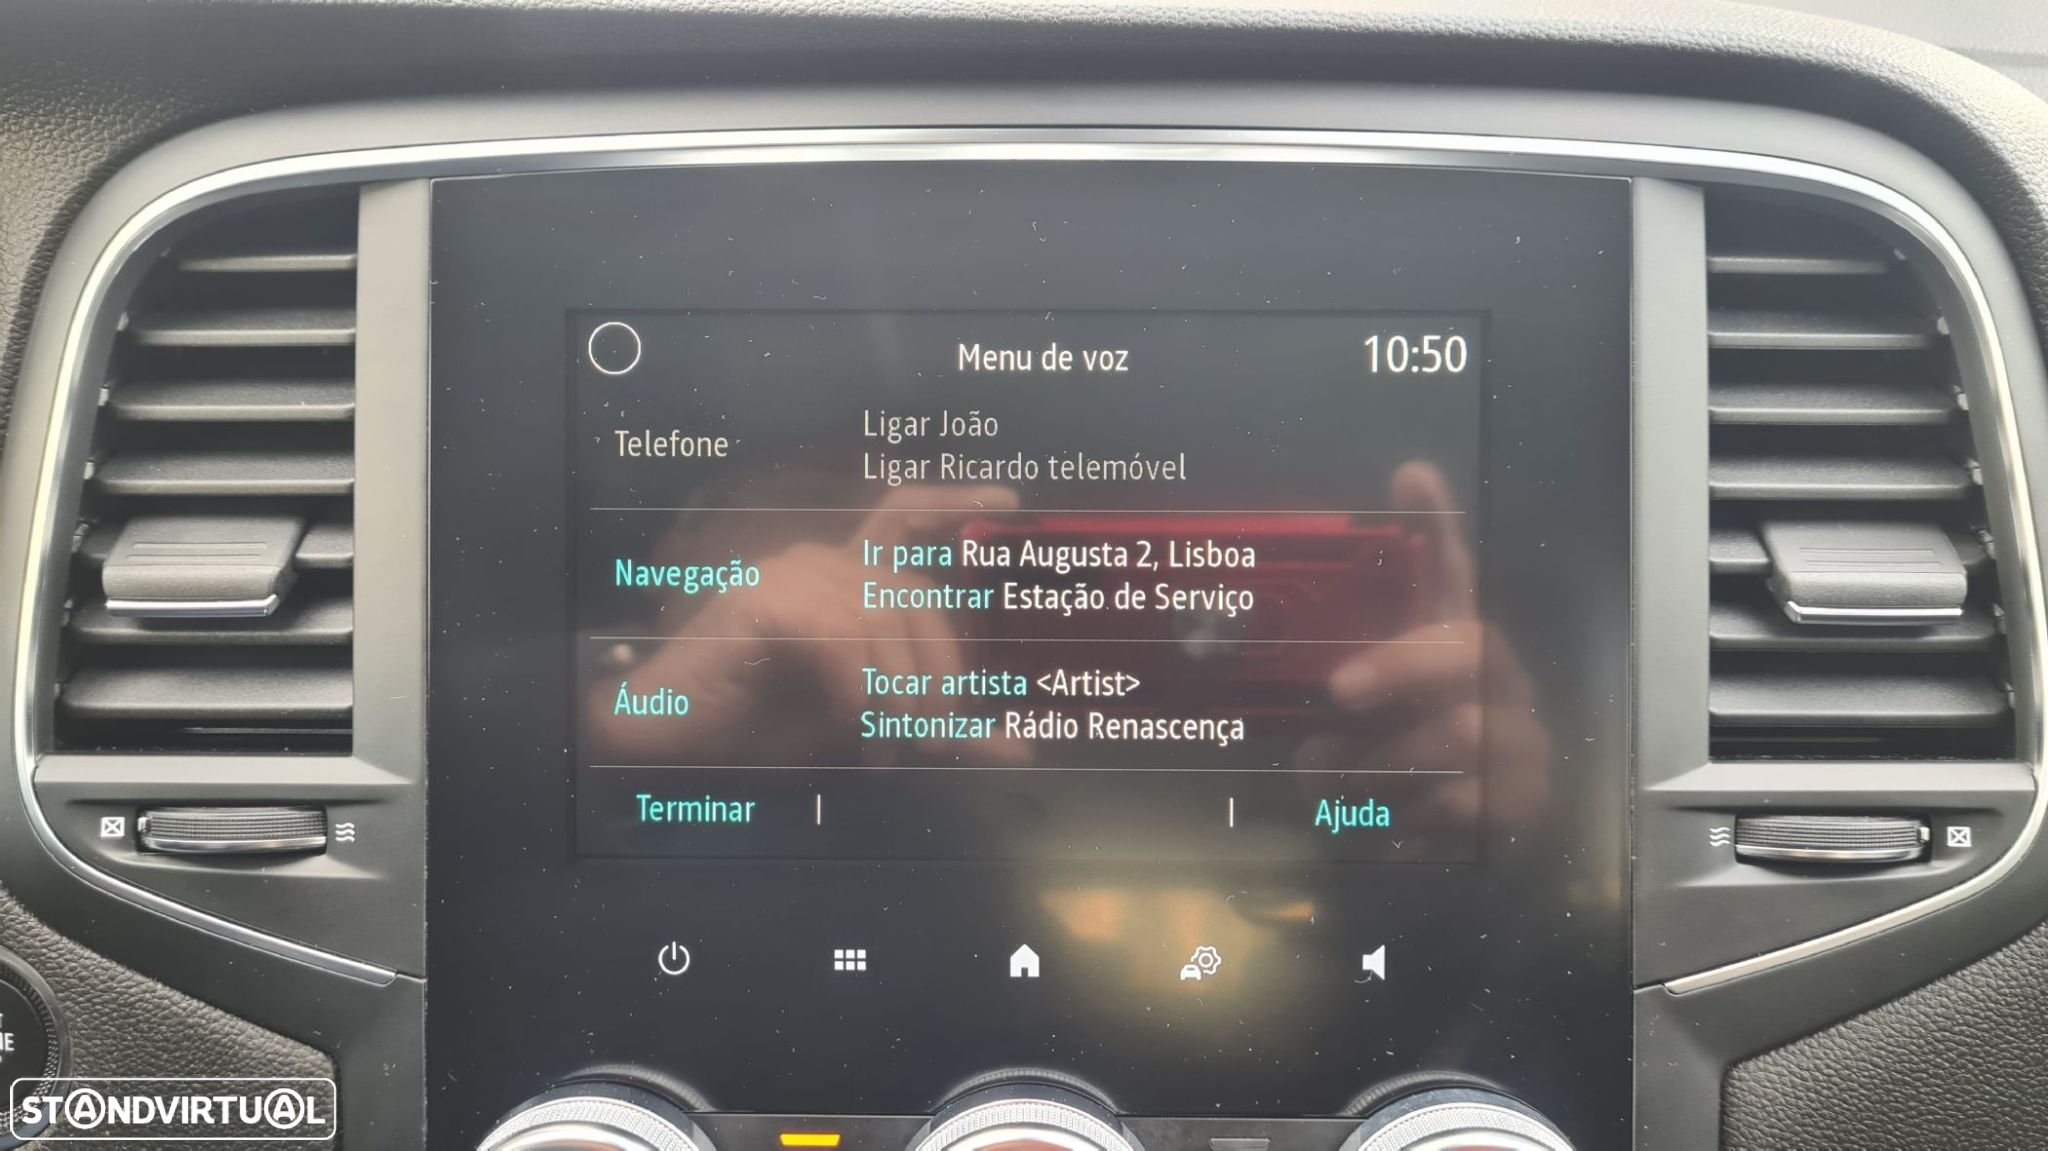 Menu de voz 10:50
Telefone
Ligar João
Ligar Ricardo telemóvel
Navegação
Ir para Rua Augusta 2, Lisboa
Encontrar Estação de Serviço
Áudio
Tocar artista <Artist>
Sintonizar Rádio Renascença
Terminar | | Ajuda
STANDVIRTUAL